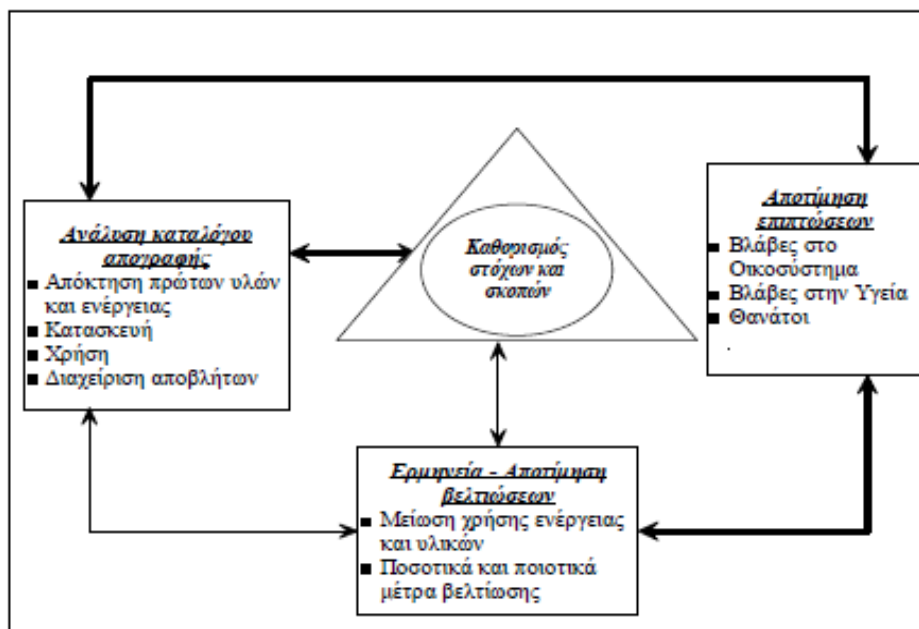 Ανάλυση καταλόγου
απογραφής
▪ Απόκτηση πρώτων υλών
και ενέργειας
▪ Κατασκευή
▪ Χρήση
▪ Διαχείριση αποβλήτων
Καθορισμός
στόχων και
σκοπών
Αποτίμηση
επιπτώσεων
▪ Βλάβες στο
Οικοσύστημα
▪ Βλάβες στην Υγεία
▪ Θανάτοι
.
Ερμηνεία - Αποτίμηση
βελτιώσεων
▪ Μείωση χρήσης ενέργειας
και υλικών
▪ Ποσοτικά και ποιοτικά
μέτρα βελτίωσης